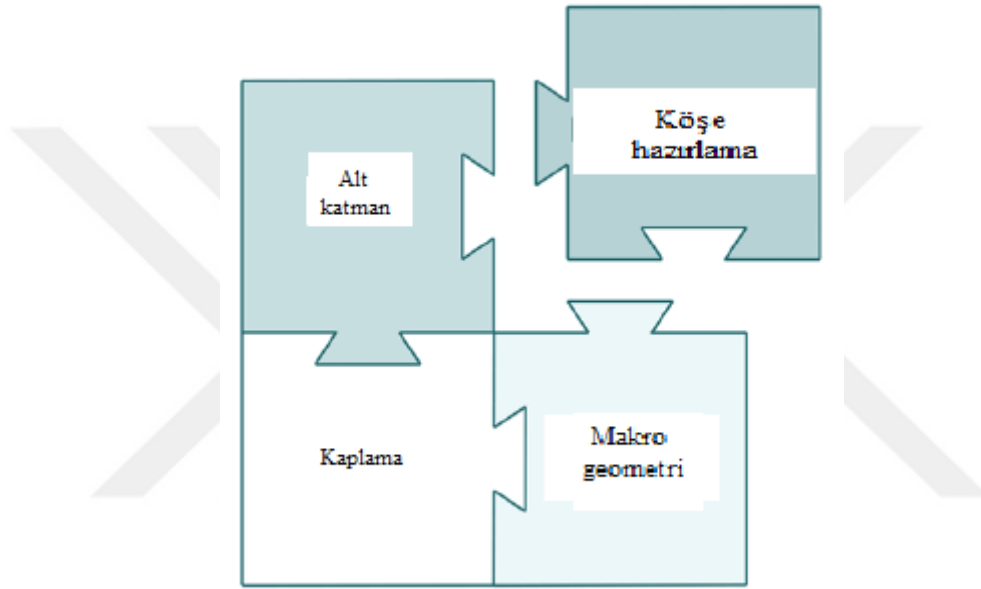 Köşe
hazırlama
Alt
katman
Kaplama
Makro
geometri